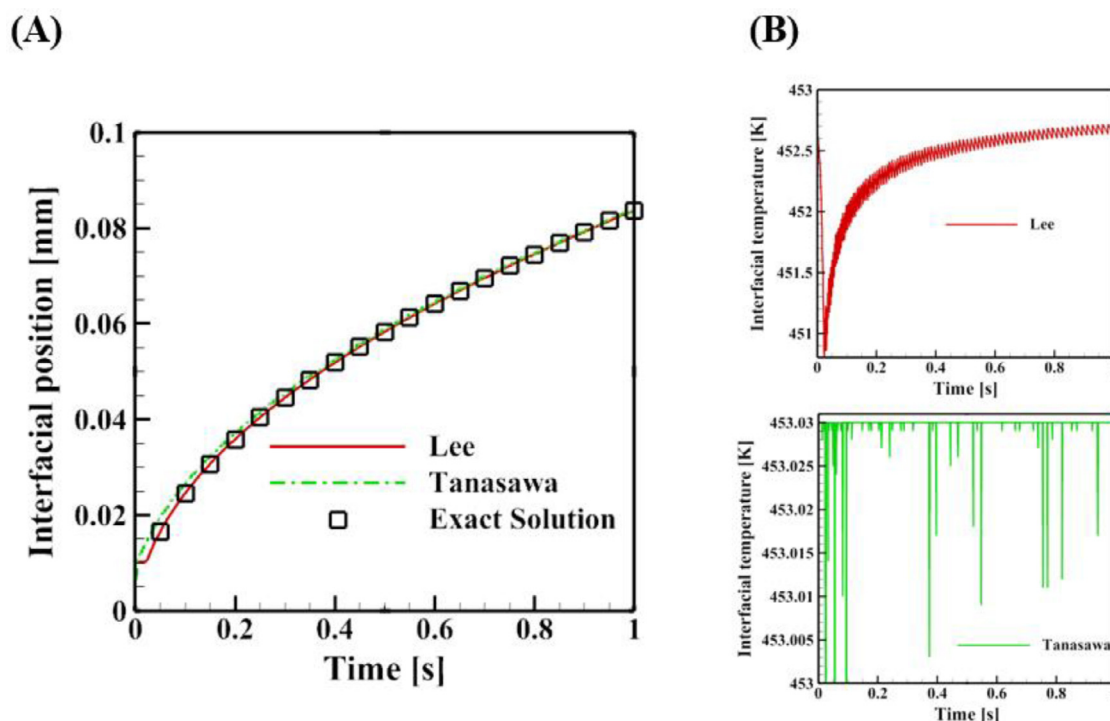 (A)
(B)
Interfacial position [mm]
0.1
0.08
0.06
0.04
0.02
0
0 0.2 0.4 0.6 0.8 1
Time [s]
Lee
Tanasawa
Exact Solution
Interfacial temperature [K]
453
452.5
452
451.5
451
0 0.2 0.4 0.6 0.8
Time [s]
Lee
Interfacial temperature [K]
453.03
453.025
453.02
453.015
453.01
453.005
453
0 0.2 0.4 0.6 0.8
Time [s]
Tanasawa